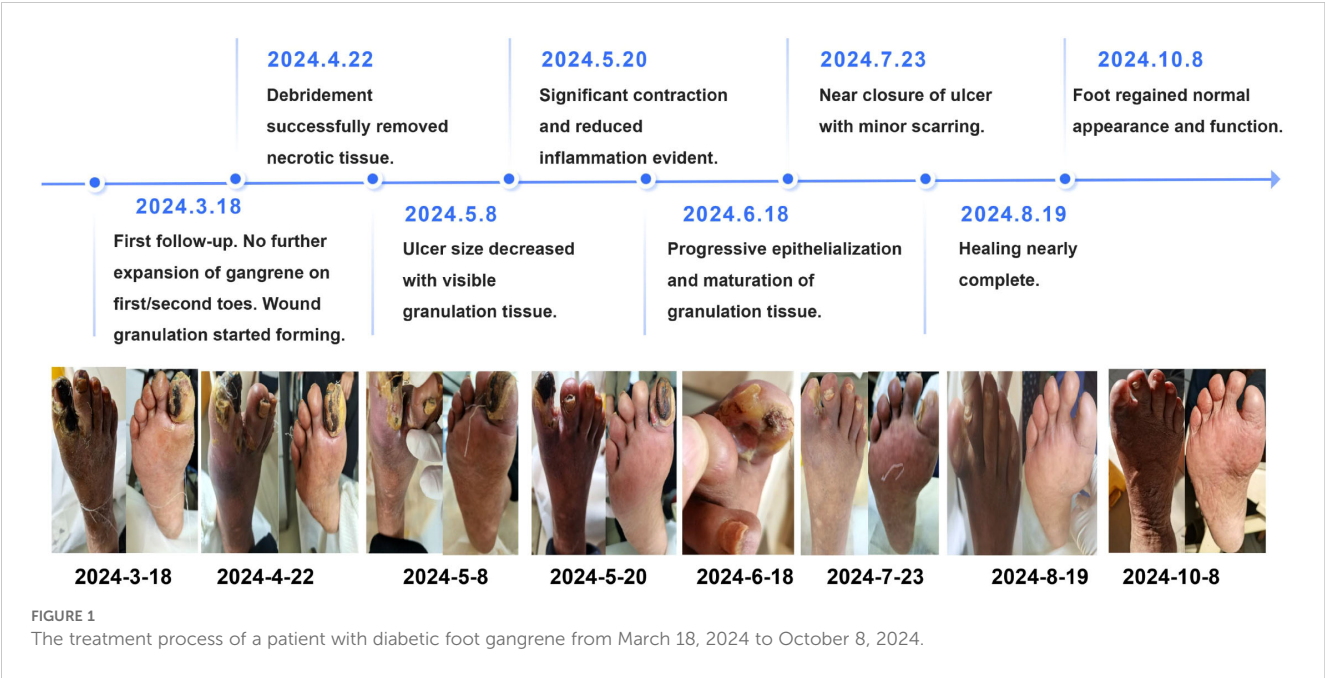 2024.4.22
Debridement
successfully removed
necrotic tissue.
2024.5.20
Significant contraction
and reduced
inflammation evident.
2024.7.23
Near closure of ulcer
with minor scarring.
2024.10.8
Foot regained normal
appearance and function.
2024.3.18
First follow-up. No further
expansion of gangrene on
first/second toes. Wound
granulation started forming.
2024.5.8
Ulcer size decreased
with visible
granulation tissue.
2024.6.18
Progressive epithelialization
and maturation of
granulation tissue.
2024.8.19
Healing nearly
complete.
2024-3-18
2024-4-22
2024-5-8
2024-5-20
2024-6-18
2024-7-23
2024-8-19
2024-10-8
FIGURE 1
The treatment process of a patient with diabetic foot gangrene from March 18, 2024 to October 8, 2024.